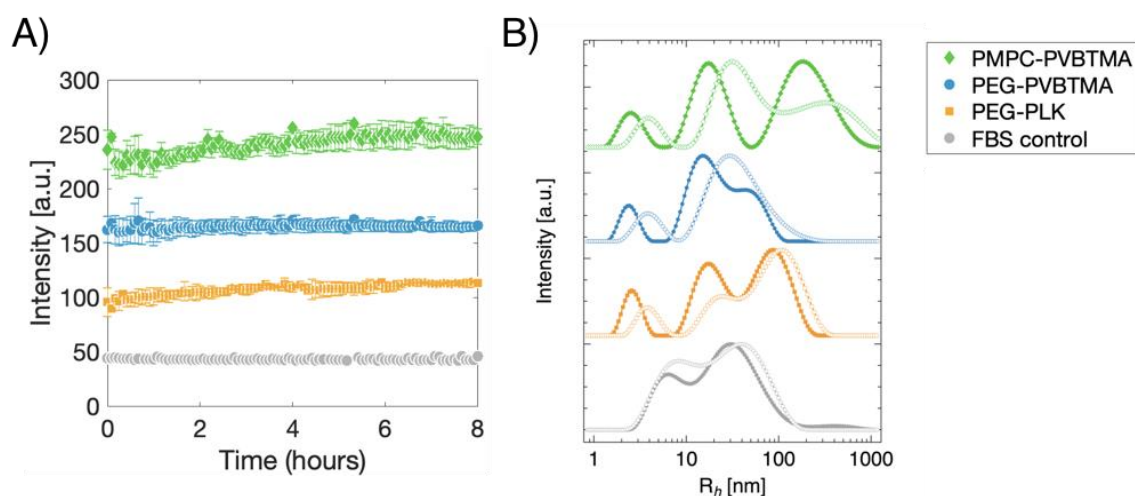 A)
300
250
200
150
100
50
0
Intensity [a.u.]
0 2 4 6 8
Time (hours)
B)
Intensity [a.u.]
1 10 100 1000
Rh [nm]
PMPC-PVBTMA
PEG-PVBTMA
PEG-PLK
FBS control